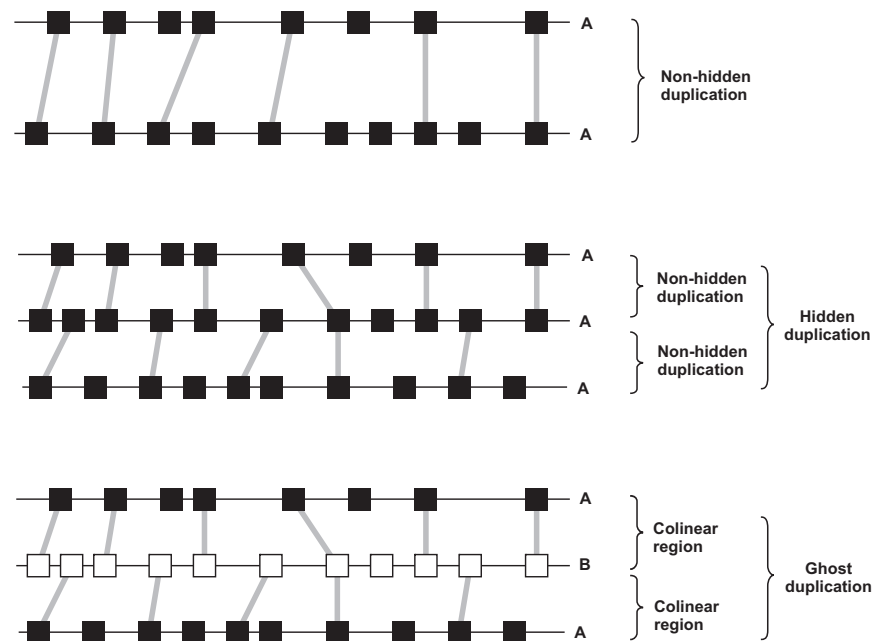 A
Non-hidden
duplication
A
A
Non-hidden
duplication
Hidden
duplication
A
Non-hidden
duplication
A
A
Colinear
region
B
Ghost
duplication
Colinear
region
A